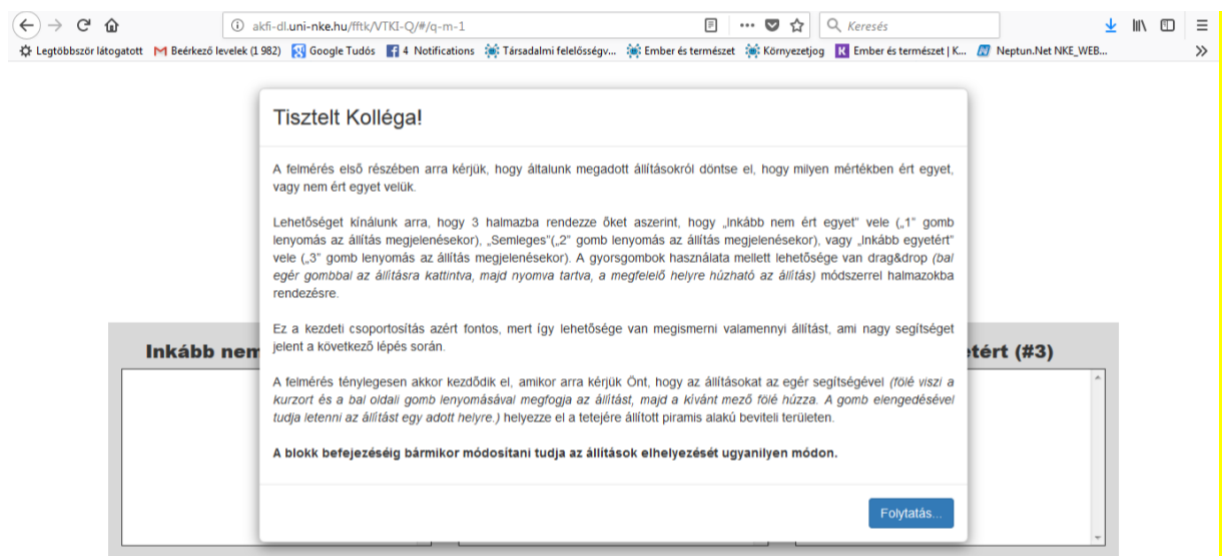 akfi-dl.uni-nke.hu/fftk/VTKI-Q/#/q-m-1
Keresés
Legtöbbször látogatott
Beérkező levelek (1 982)
Google Tudós
4 Notifications
Társadalmi felelősségv...
Ember és természet
Környezetjog
K Ember és természet | K...
Neptun.Net NKE_WEB...
Tisztelt Kolléga!
A felmérés első részében arra kérjük, hogy általunk megadott állításokról döntse el, hogy milyen mértékben ért egyet,
vagy nem ért egyet velük.
Lehetőséget kínálunk arra, hogy 3 halmazba rendezze őket aszerint, hogy „Inkább nem ért egyet” vele („1” gomb
lenyomás az állítás megjelenésekor), „Semleges”(„2” gomb lenyomás az állítás megjelenésekor), vagy „Inkább egyetért”
vele („3” gomb lenyomás az állítás megjelenésekor). A gyorsgombok használata mellett lehetősége van drag&drop (bal
egér gombbal az állításra kattintva, majd nyomva tartva, a megfelelő helyre húzható az állítás) módszerrel halmazokba
rendezésre.
Ez a kezdeti csoportosítás azért fontos, mert így lehetősége van megismerni valamennyi állítást, ami nagy segítséget
jelent a következő lépés során.
Inkább nem
etért (#3)
A felmérés ténylegesen akkor kezdődik el, amikor arra kérjük Önt, hogy az állításokat az egér segítségével (fölé viszi a
kurzort és a bal oldali gomb lenyomásával megfogja az állítást, majd a kívánt mező fölé húzza. A gomb elengedésével
tudja letenni az állítást egy adott helyre.) helyezze el a tetejére állított piramis alakú beviteli területen.
A blokk befejezéséig bármikor módosítani tudja az állítások elhelyezését ugyanilyen módon.
Folytatás...